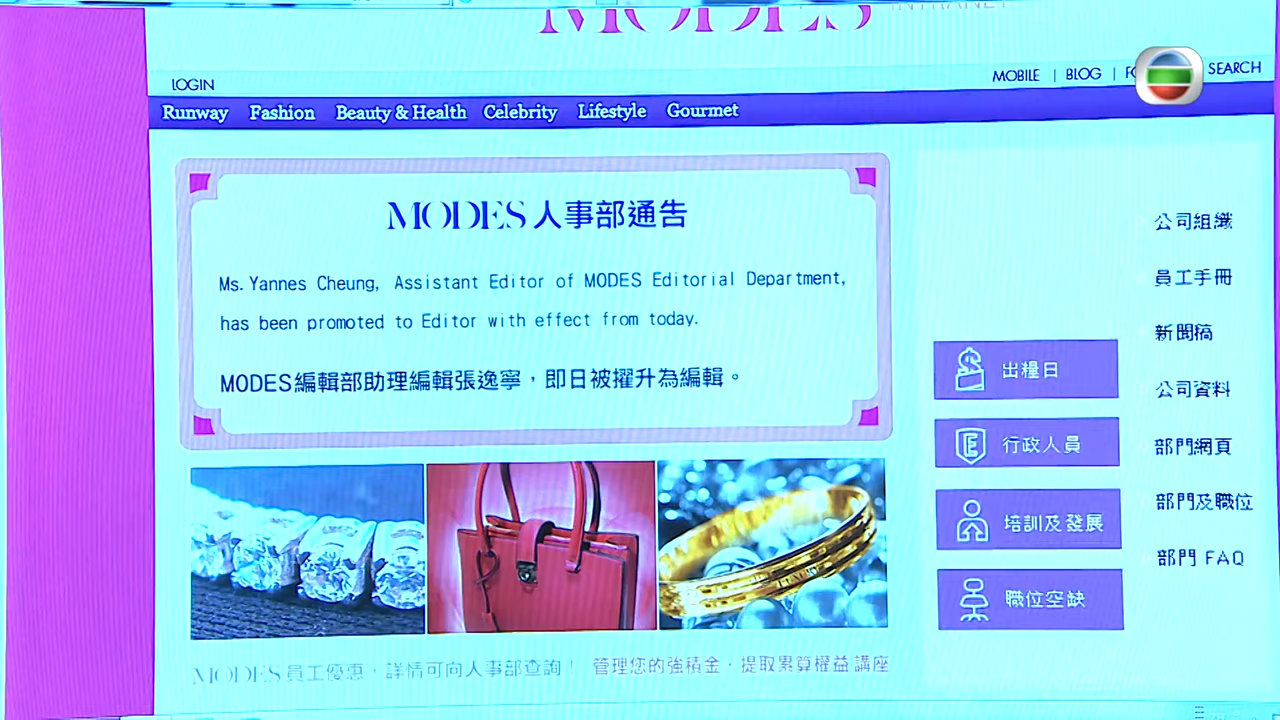 MODES
LOGIN
MOBILE | BLOG |
SEARCH
Runway Fashion Beauty & Health Celebrity Lifestyle Gourmet
MODES人事部通告
Ms. Yannes Cheung, Assistant Editor of MODES Editorial Department,
has been promoted to Editor with effect from today.
MODES編輯部助理編輯張逸寧，即日被擢升為編輯。
公司組織
員工手冊
新聞稿
公司資料
部門網頁
部門及職位
部門 FAQ
出糧日
行政人員
培訓及發展
職位空缺
MODES員工優惠，詳情可向人事部查詢！ 管理您的強積金．提取累算權益講座